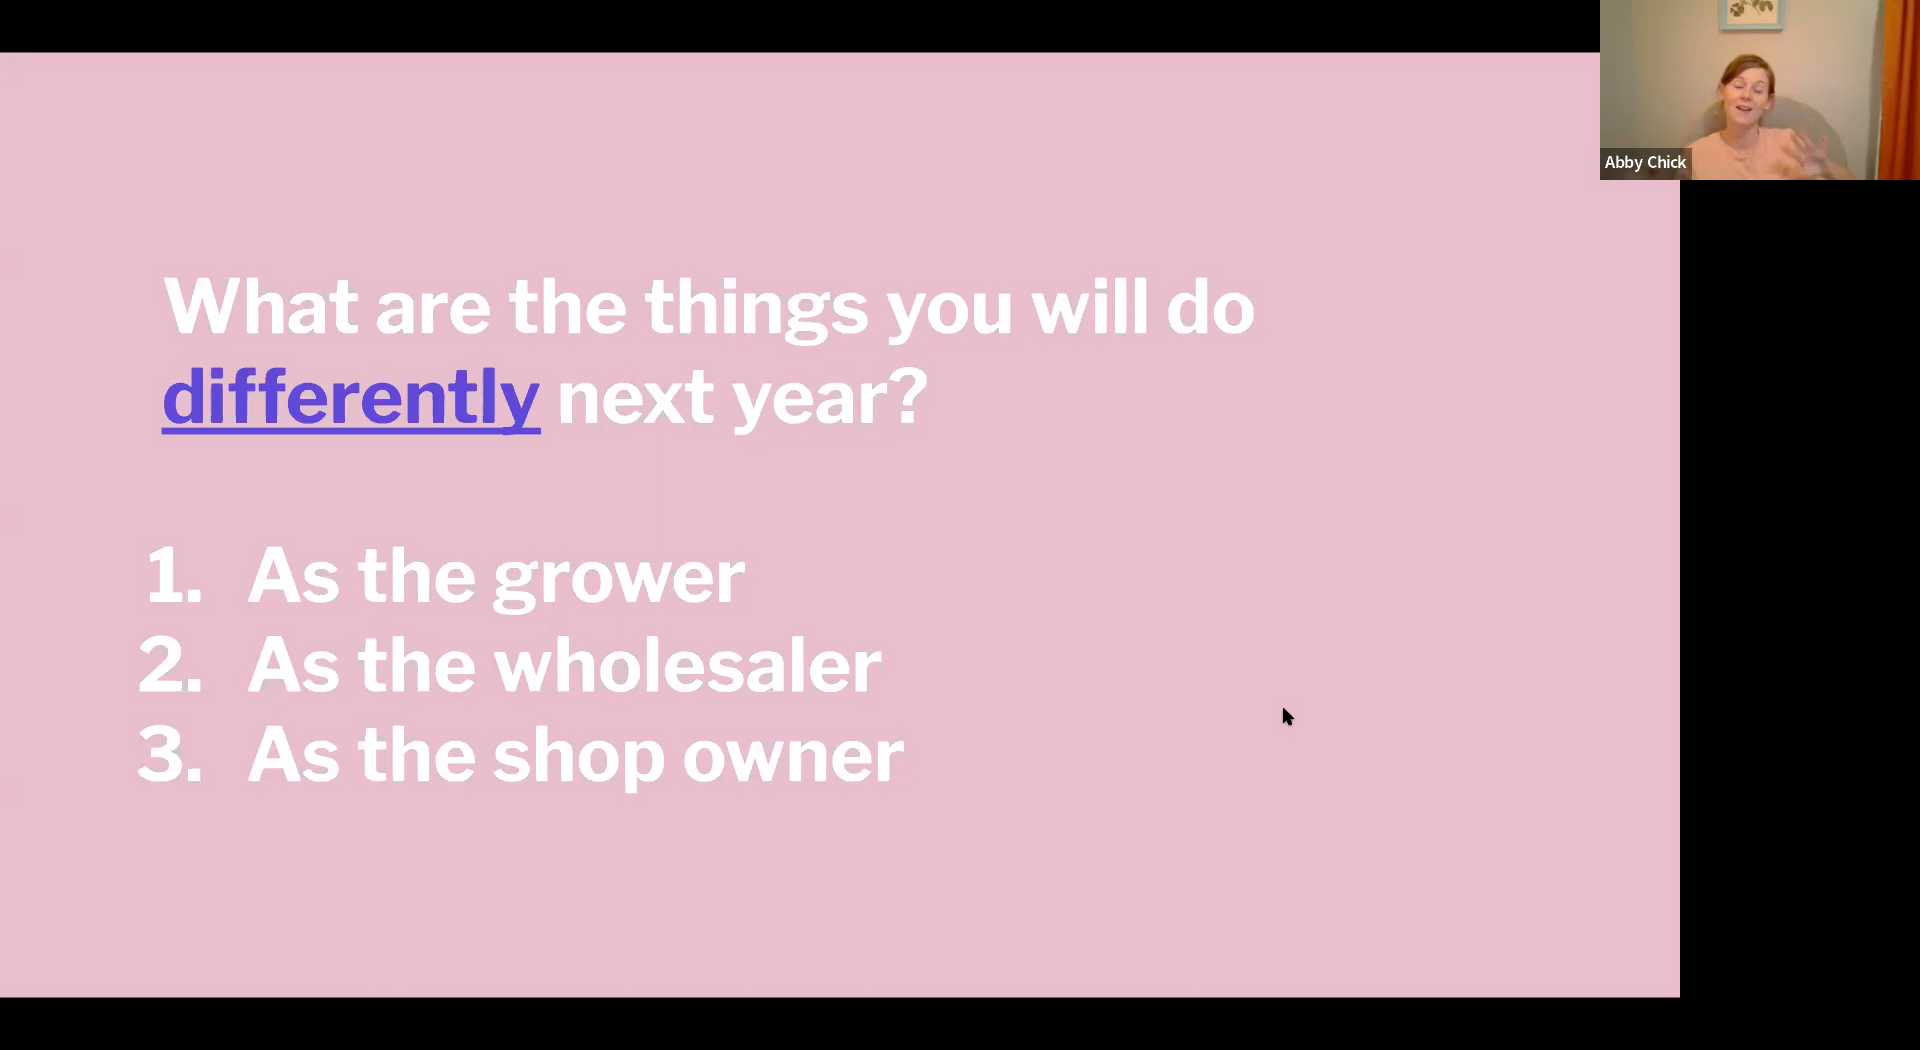 What are the things you will do
differently next year?
1. As the grower
2. As the wholesaler
3. As the shop owner
Abby Chick